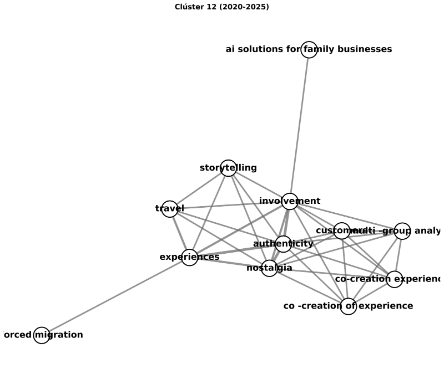 Clúster 12 (2020-2025)
ai solutions for family businesses
storytelling
involvement
travel
customer
multi -group analy
authenticity
experiences
nostalgia
co-creation experienc
co -creation of experience
orced migration